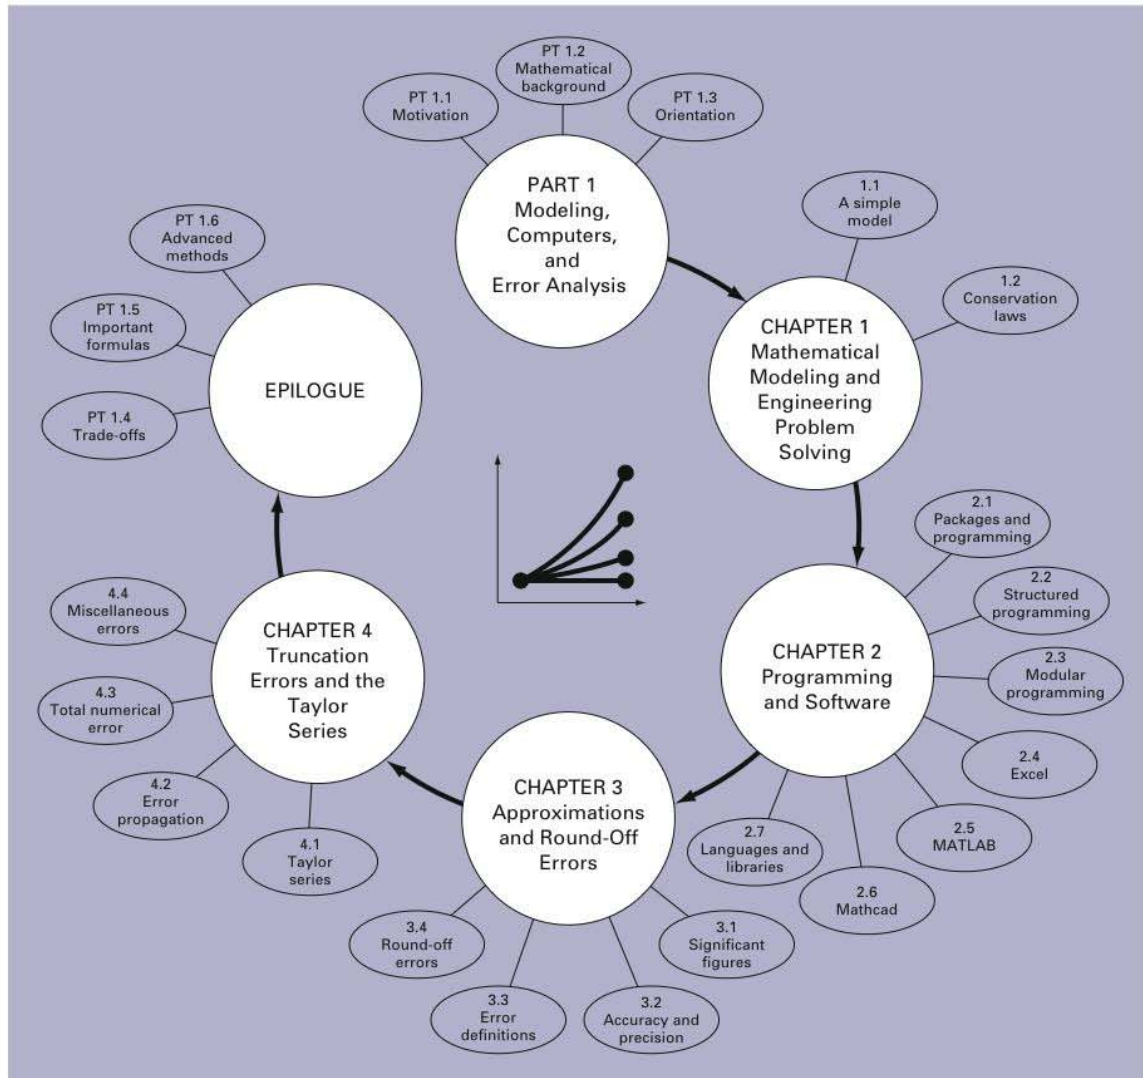 PT 1.1
Motivation
PT 1.2
Mathematical
background
PT 1.3
Orientation
PART 1
Modeling,
Computers,
and
Error Analysis
1.1
A simple
model
1.2
Conservation
laws
CHAPTER 1
Mathematical
Modeling and
Engineering
Problem
Solving
2.1
Packages and
programming
2.2
Structured
programming
2.3
Modular
programming
2.4
Excel
2.5
MATLAB
2.6
Mathcad
2.7
Languages and
libraries
CHAPTER 2
Programming
and Software
CHAPTER 3
Approximations
and Round-Off
Errors
3.1
Significant
figures
3.2
Accuracy and
precision
3.3
Error
definitions
3.4
Round-off
errors
CHAPTER 4
Truncation
Errors and the
Taylor
Series
4.1
Taylor
series
4.2
Error
propagation
4.3
Total numerical
error
4.4
Miscellaneous
errors
EPILOGUE
PT 1.4
Trade-offs
PT 1.5
Important
formulas
PT 1.6
Advanced
methods